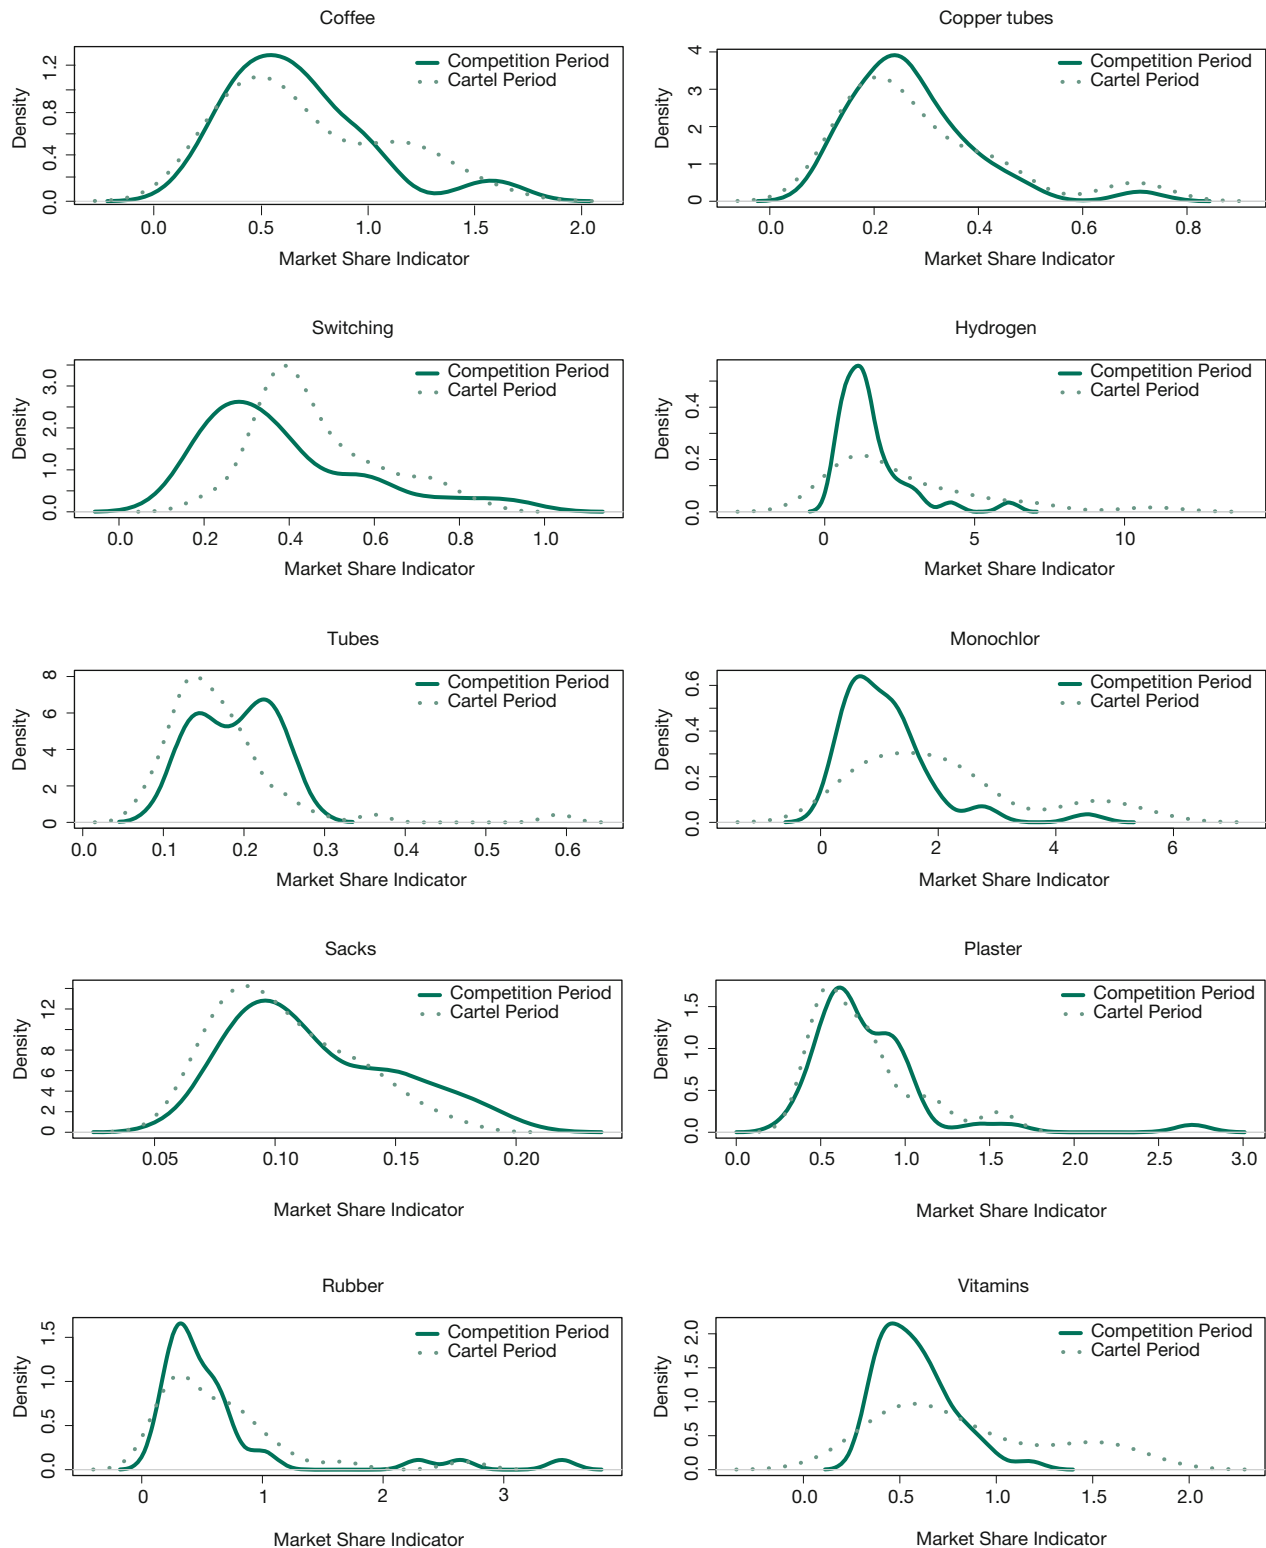 Coffee
Density
0.0 0.4 0.8 1.2
Competition Period
Cartel Period
0.0 0.5 1.0 1.5 2.0
Market Share Indicator
Copper tubes
Density
0 1 2 3 4
Competition Period
Cartel Period
0.0 0.2 0.4 0.6 0.8
Market Share Indicator
Switching
Density
0.0 1.0 2.0 3.0
Competition Period
Cartel Period
0.0 0.2 0.4 0.6 0.8 1.0
Market Share Indicator
Hydrogen
Density
0.0 0.2 0.4
Competition Period
Cartel Period
0 5 10
Market Share Indicator
Tubes
Density
0 2 4 6 8
Competition Period
Cartel Period
0.0 0.1 0.2 0.3 0.4 0.5 0.6
Market Share Indicator
Monochlor
Density
0.0 0.2 0.4 0.6
Competition Period
Cartel Period
0 2 4 6
Market Share Indicator
Sacks
Density
0 2 4 6 8 12
Competition Period
Cartel Period
0.05 0.10 0.15 0.20
Market Share Indicator
Plaster
Density
0.0 0.5 1.0 1.5
Competition Period
Cartel Period
0.0 0.5 1.0 1.5 2.0 2.5 3.0
Market Share Indicator
Rubber
Density
0.0 0.5 1.0 1.5
Competition Period
Cartel Period
0 1 2 3
Market Share Indicator
Vitamins
Density
0.0 0.5 1.0 1.5 2.0
Competition Period
Cartel Period
0.0 0.5 1.0 1.5 2.0
Market Share Indicator